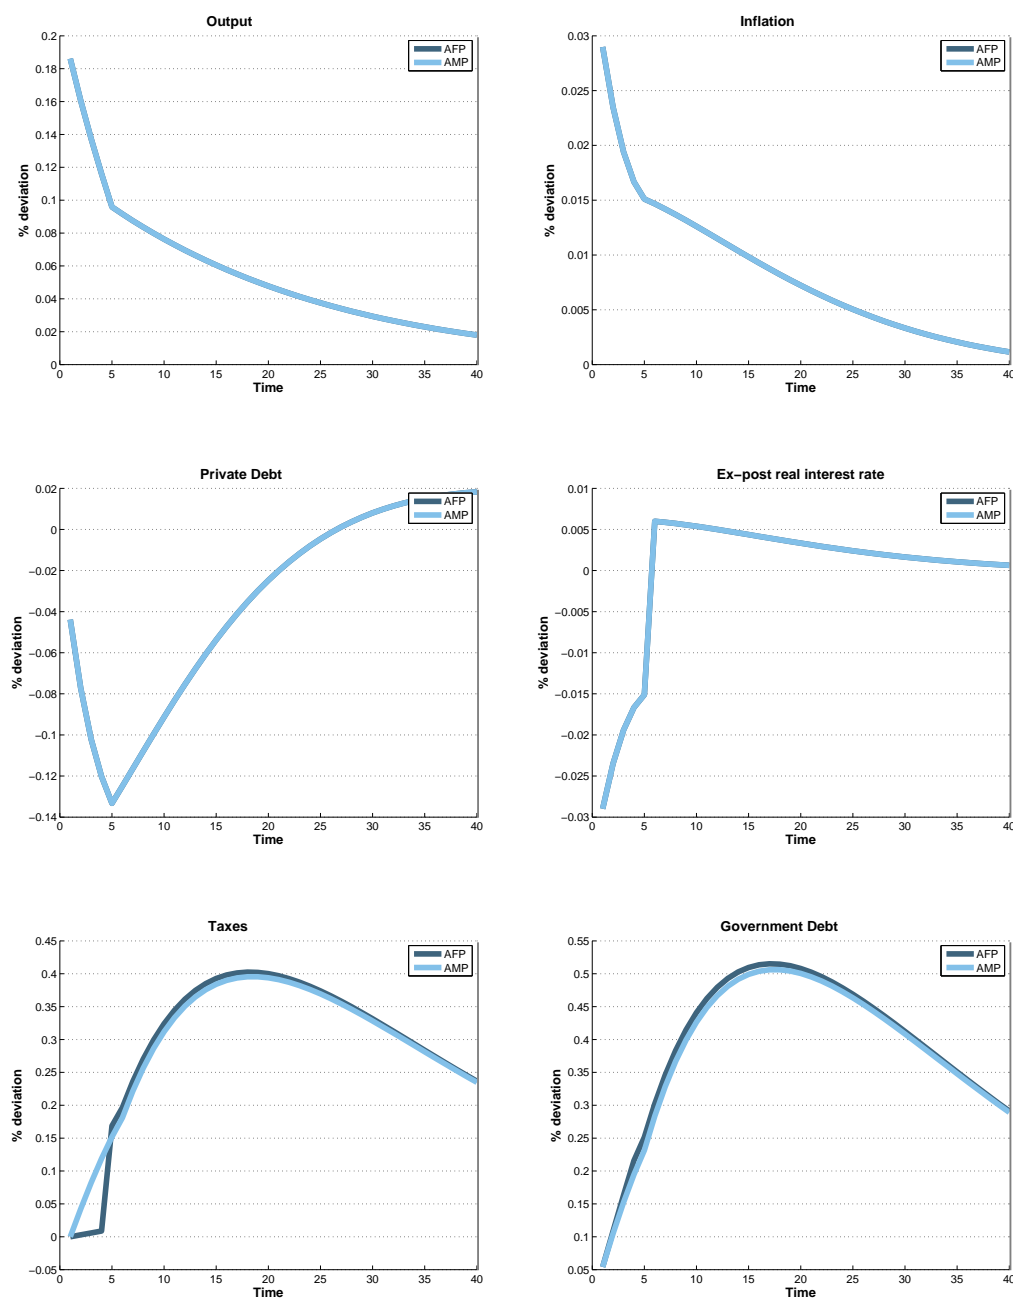 Output
0.2
0.18
0.16
0.14
0.12
0.1
0.08
0.06
0.04
0.02
0
0 5 10 15 20 25 30 35 40
% deviation
Time
AFP
AMP
Inflation
0.03
0.025
0.02
0.015
0.01
0.005
0
0 5 10 15 20 25 30 35 40
% deviation
Time
AFP
AMP
Private Debt
0.02
0
−0.02
−0.04
−0.06
−0.08
−0.1
−0.12
−0.14
0 5 10 15 20 25 30 35 40
% deviation
Time
AFP
AMP
Ex−post real interest rate
0.01
0.005
0
−0.005
−0.01
−0.015
−0.02
−0.025
−0.03
0 5 10 15 20 25 30 35 40
% deviation
Time
AFP
AMP
Taxes
0.45
0.4
0.35
0.3
0.25
0.2
0.15
0.1
0.05
0
−0.05
0 5 10 15 20 25 30 35 40
% deviation
Time
AFP
AMP
Government Debt
0.55
0.5
0.45
0.4
0.35
0.3
0.25
0.2
0.15
0.1
0.05
0 5 10 15 20 25 30 35 40
% deviation
Time
AFP
AMP